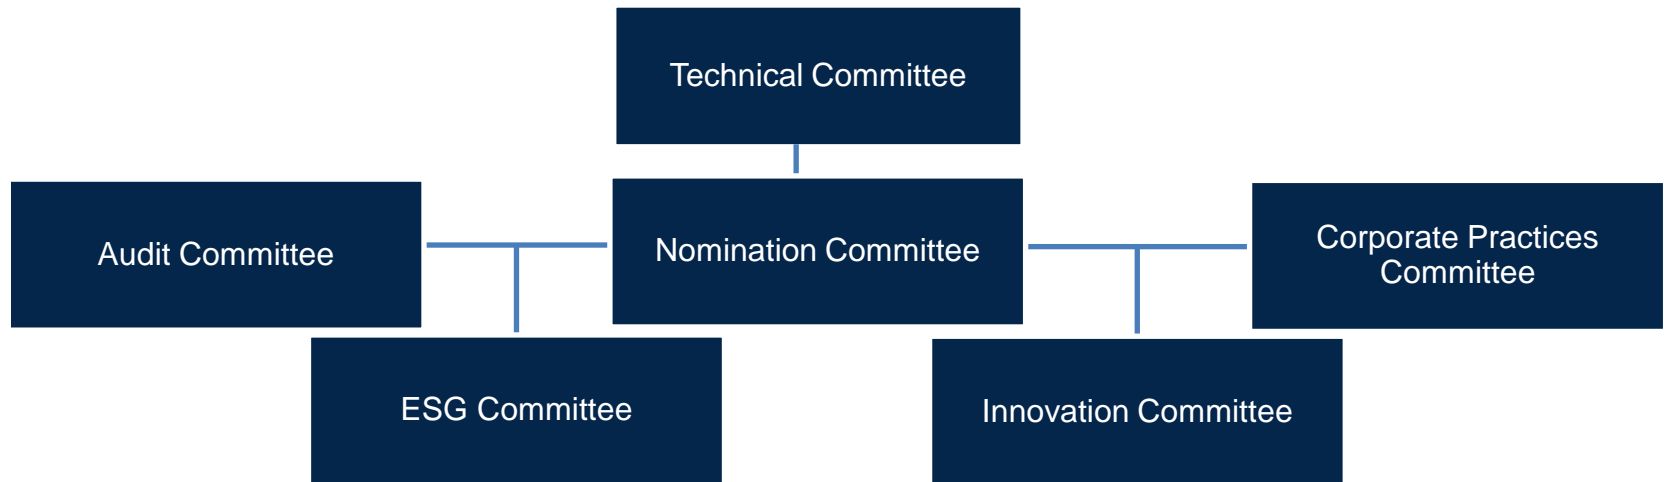 Technical Committee
Audit Committee
Nomination Committee
Corporate Practices
Committee
ESG Committee
Innovation Committee